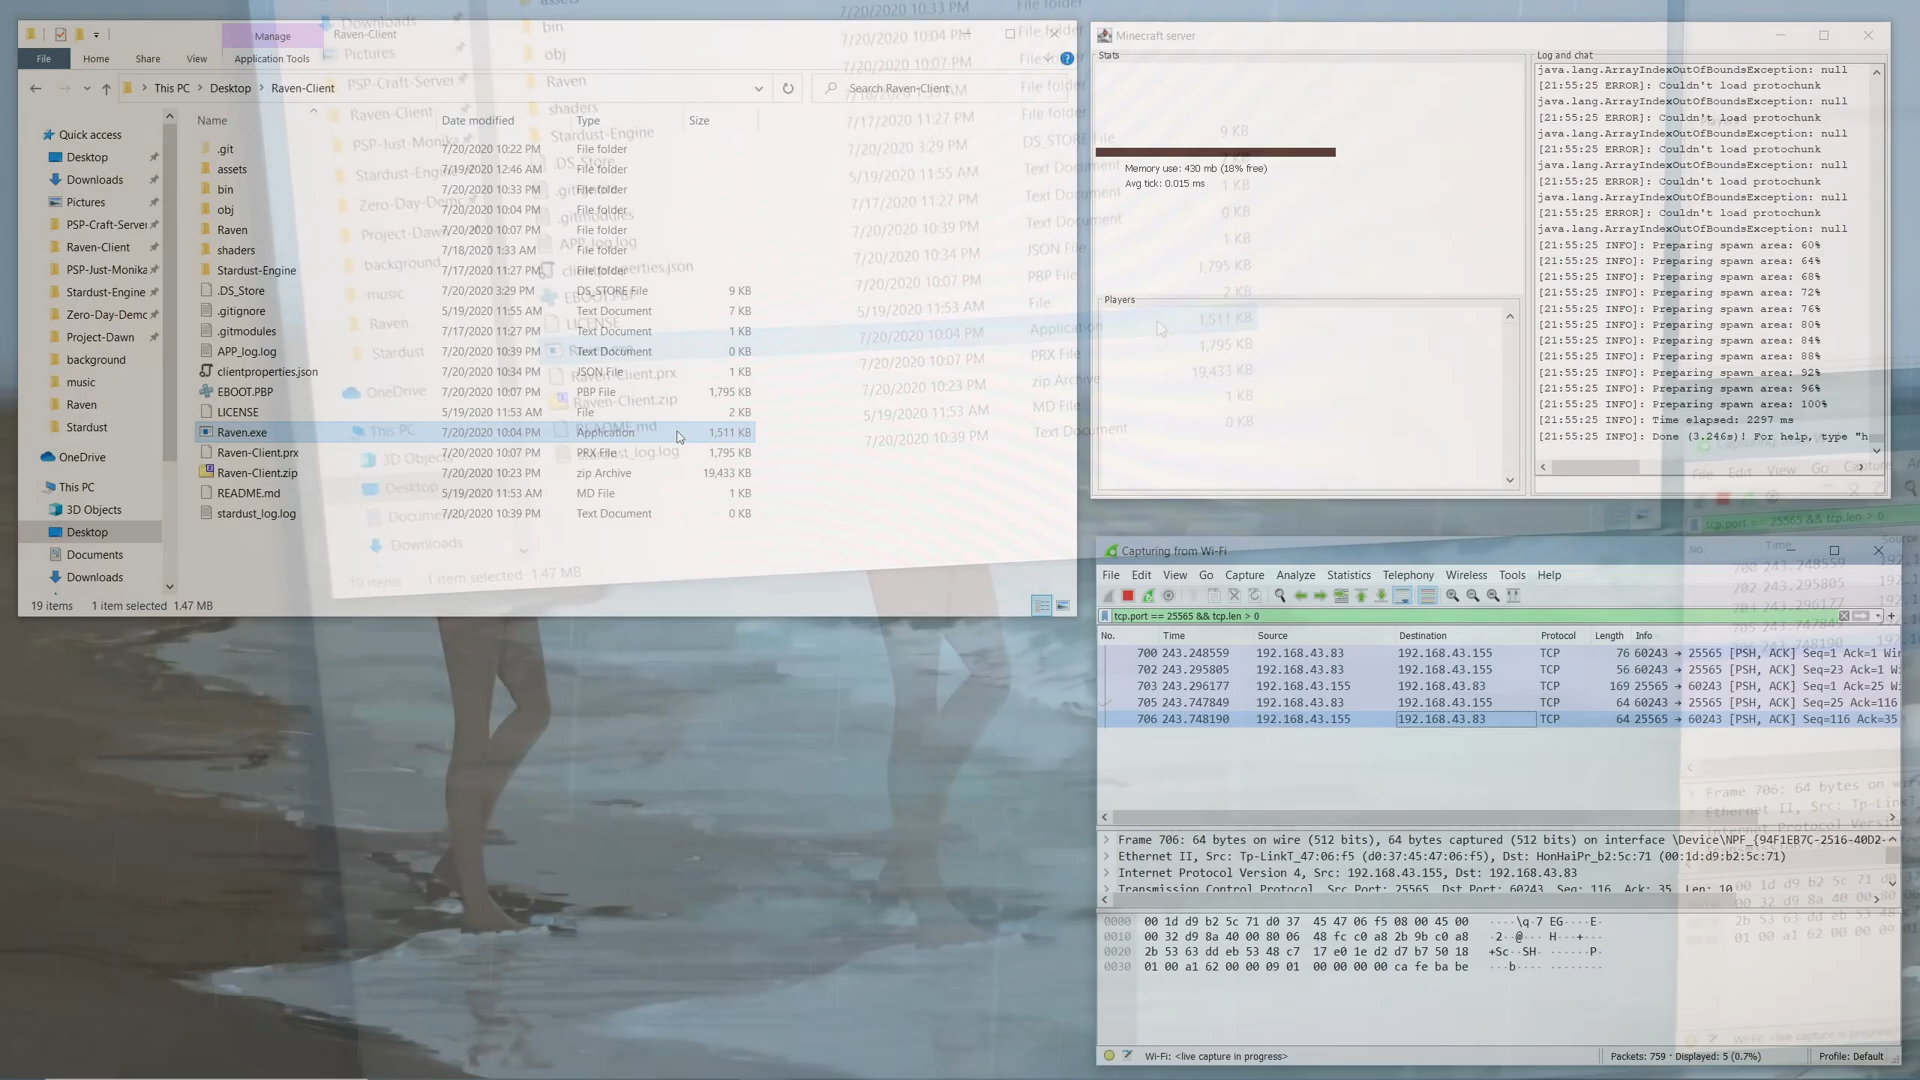 Manage
Raven-Client
File
Home
Share
View
Application Tools
This PC
Desktop
Raven-Client
Search Raven-Client
Name
Date modified
Type
Size
Quick access
Desktop
Downloads
Pictures
PSP-Craft-Server
Raven-Client
PSP-Just-Monika
Stardust-Engine
Zero-Day-Demo
Project-Dawn
background
music
Raven
Stardust
OneDrive
This PC
3D Objects
Desktop
Documents
Downloads
.git 7/20/2020 10:22 PM File folder
assets 7/19/2020 12:46 AM File folder
bin 7/20/2020 10:33 PM File folder
obj 7/20/2020 10:04 PM File folder
Raven 7/20/2020 10:07 PM File folder
shaders 7/18/2020 1:33 AM File folder
Stardust-Engine 7/17/2020 11:27 PM File folder
.DS_Store 7/20/2020 3:29 PM DS_STORE File 9 KB
.gitignore 5/19/2020 11:55 AM Text Document 7 KB
.gitmodules 7/17/2020 11:27 PM Text Document 1 KB
APP_log.log 7/20/2020 10:39 PM Text Document 0 KB
clientproperties.json 7/20/2020 10:34 PM JSON File 1 KB
EBOOT.PBP 7/20/2020 10:07 PM PBP File 1,795 KB
LICENSE 5/19/2020 11:53 AM File 2 KB
Raven.exe 7/20/2020 10:04 PM Application 1,511 KB
Raven-Client.prx 7/20/2020 10:07 PM PRX File 1,795 KB
Raven-Client.zip 7/20/2020 10:23 PM zip Archive 19,433 KB
README.md 5/19/2020 11:53 AM MD File 1 KB
stardust_log.log 7/20/2020 10:39 PM Text Document 0 KB
19 items
1 item selected 1.47 MB
Minecraft server
Stats
Memory use: 430 mb (18% free)
Avg tick: 0.015 ms
Players
Log and chat
java.lang.ArrayIndexOutOfBoundsException: null
[21:55:25 ERROR]: Couldn't load protochunk
java.lang.ArrayIndexOutOfBoundsException: null
[21:55:25 ERROR]: Couldn't load protochunk
java.lang.ArrayIndexOutOfBoundsException: null
[21:55:25 ERROR]: Couldn't load protochunk
java.lang.ArrayIndexOutOfBoundsException: null
[21:55:25 ERROR]: Couldn't load protochunk
java.lang.ArrayIndexOutOfBoundsException: null
[21:55:25 ERROR]: Couldn't load protochunk
java.lang.ArrayIndexOutOfBoundsException: null
[21:55:25 INFO]: Preparing spawn area: 60%
[21:55:25 INFO]: Preparing spawn area: 64%
[21:55:25 INFO]: Preparing spawn area: 68%
[21:55:25 INFO]: Preparing spawn area: 72%
[21:55:25 INFO]: Preparing spawn area: 76%
[21:55:25 INFO]: Preparing spawn area: 80%
[21:55:25 INFO]: Preparing spawn area: 84%
[21:55:25 INFO]: Preparing spawn area: 88%
[21:55:25 INFO]: Preparing spawn area: 92%
[21:55:25 INFO]: Preparing spawn area: 96%
[21:55:25 INFO]: Preparing spawn area: 100%
[21:55:25 INFO]: Time elapsed: 2297 ms
[21:55:25 INFO]: Done (3.246s)! For help, type "h
Capturing from Wi-Fi
File Edit View Go Capture Analyze Statistics Telephony Wireless Tools Help
tcp.port == 25565 && tcp.len > 0
No. Time Source Destination Protocol Length Info
700 243.248559 192.168.43.83 192.168.43.155 TCP 76 60243 → 25565 [PSH, ACK] Seq=1 Ack=1 Win
702 243.295805 192.168.43.83 192.168.43.155 TCP 56 60243 → 25565 [PSH, ACK] Seq=23 Ack=1 W
703 243.296177 192.168.43.155 192.168.43.83 TCP 169 25565 → 60243 [PSH, ACK] Seq=1 Ack=25 W
705 243.747849 192.168.43.83 192.168.43.155 TCP 64 60243 → 25565 [PSH, ACK] Seq=25 Ack=116
706 243.748190 192.168.43.155 192.168.43.83 TCP 64 25565 → 60243 [PSH, ACK] Seq=116 Ack=35
Frame 706: 64 bytes on wire (512 bits), 64 bytes captured (512 bits) on interface \Device\NPF_{94F1EB7C-2516-40D2-
Ethernet II, Src: Tp-LinkT_47:06:f5 (d0:37:45:47:06:f5), Dst: HonHaiPr_b2:5c:71 (00:1d:d9:b2:5c:71)
Internet Protocol Version 4, Src: 192.168.43.155, Dst: 192.168.43.83
Transmission Control Protocol, Src Port: 25565, Dst Port: 60243, Seq: 116, Ack: 35, Len: 10
0000 00 1d d9 b2 5c 71 d0 37 45 47 06 f5 08 00 45 00 ····\q·7 EG····E·
0010 00 32 d9 8a 40 00 80 06 48 fc c0 a8 2b 9b c0 a8 ·2··@··· H···+···
0020 2b 53 63 dd eb 53 48 c7 17 e0 1e d2 d7 b7 50 18 +Sc··SH· ······P·
0030 01 00 a1 62 00 00 09 01 00 00 00 00 ca fe ba be ···b···· ········
Wi-Fi: <live capture in progress>
Packets: 759 · Displayed: 5 (0.7%)
Profile: Default